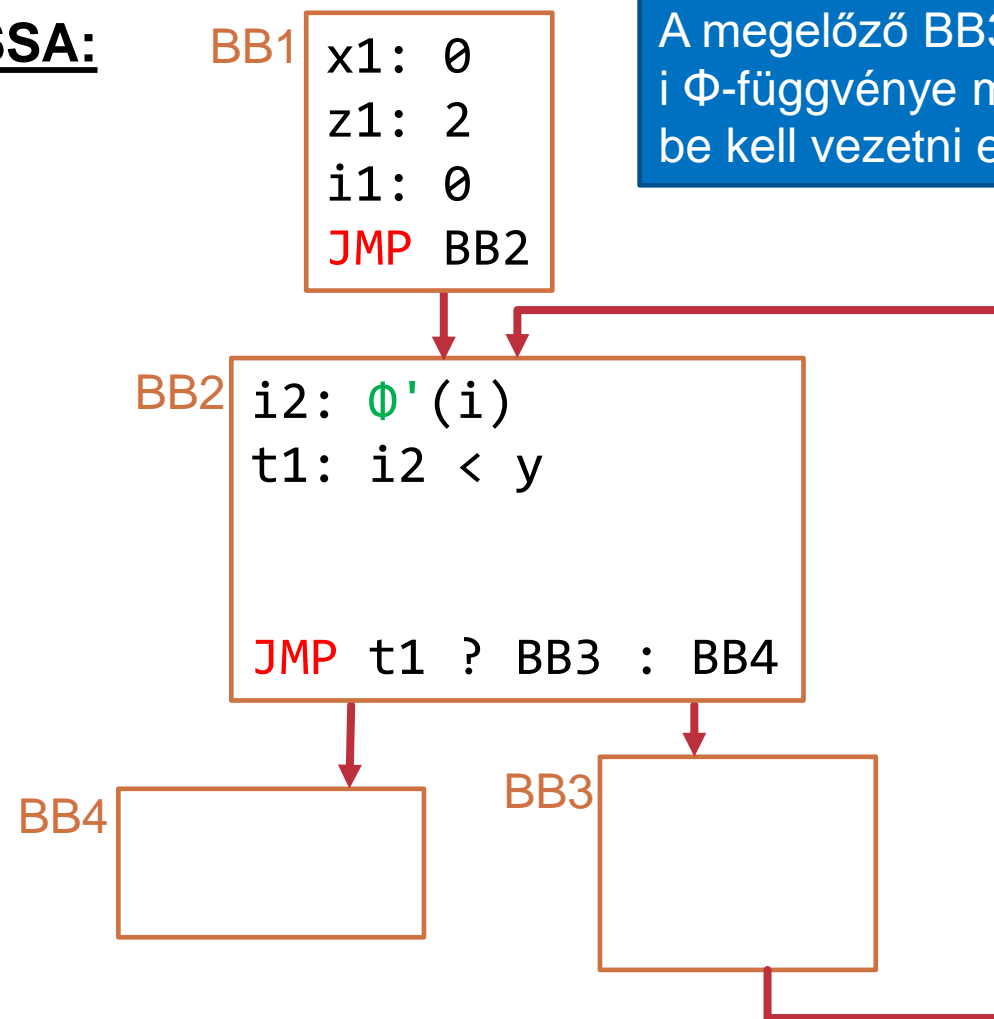 SSA:
A megelőző BB3
i Φ-függvénye
be kell vezetni
BB1
x1: 0
z1: 2
i1: 0
JMP BB2
BB2
i2: Φ'(i)
t1: i2 < y
JMP t1 ? BB3 : BB4
BB4
BB3